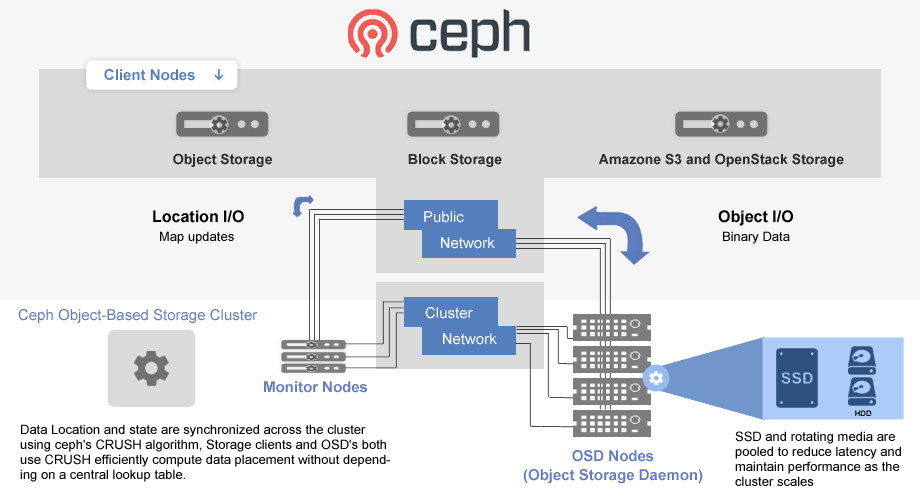 ceph
Client Nodes ↓
Object Storage
Block Storage
Amazone S3 and OpenStack Storage
Location I/O
Map updates
Public
Network
Object I/O
Binary Data
Ceph Object-Based Storage Cluster
Cluster
Network
Monitor Nodes
SSD
HDD
Data Location and state are synchronized across the cluster
using ceph's CRUSH algorithm, Storage clients and OSD's both
use CRUSH efficiently compute data placement without depend-
ing on a central lookup table.
OSD Nodes
(Object Storage Daemon)
SSD and rotating media are
pooled to reduce latency and
maintain performance as the
cluster scales